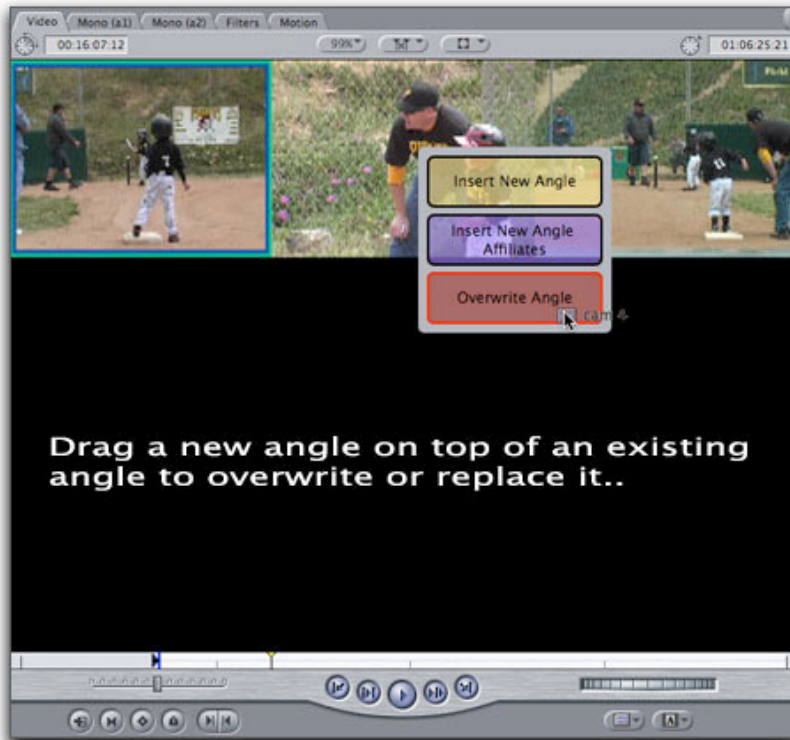 Video Mono (a1) Mono (a2) Filters Motion
00:16:07:12 99% 01:06:25:21
Insert New Angle
Insert New Angle
Affiliates
Overwrite Angle
cam 4
Drag a new angle on top of an existing
angle to overwrite or replace it..